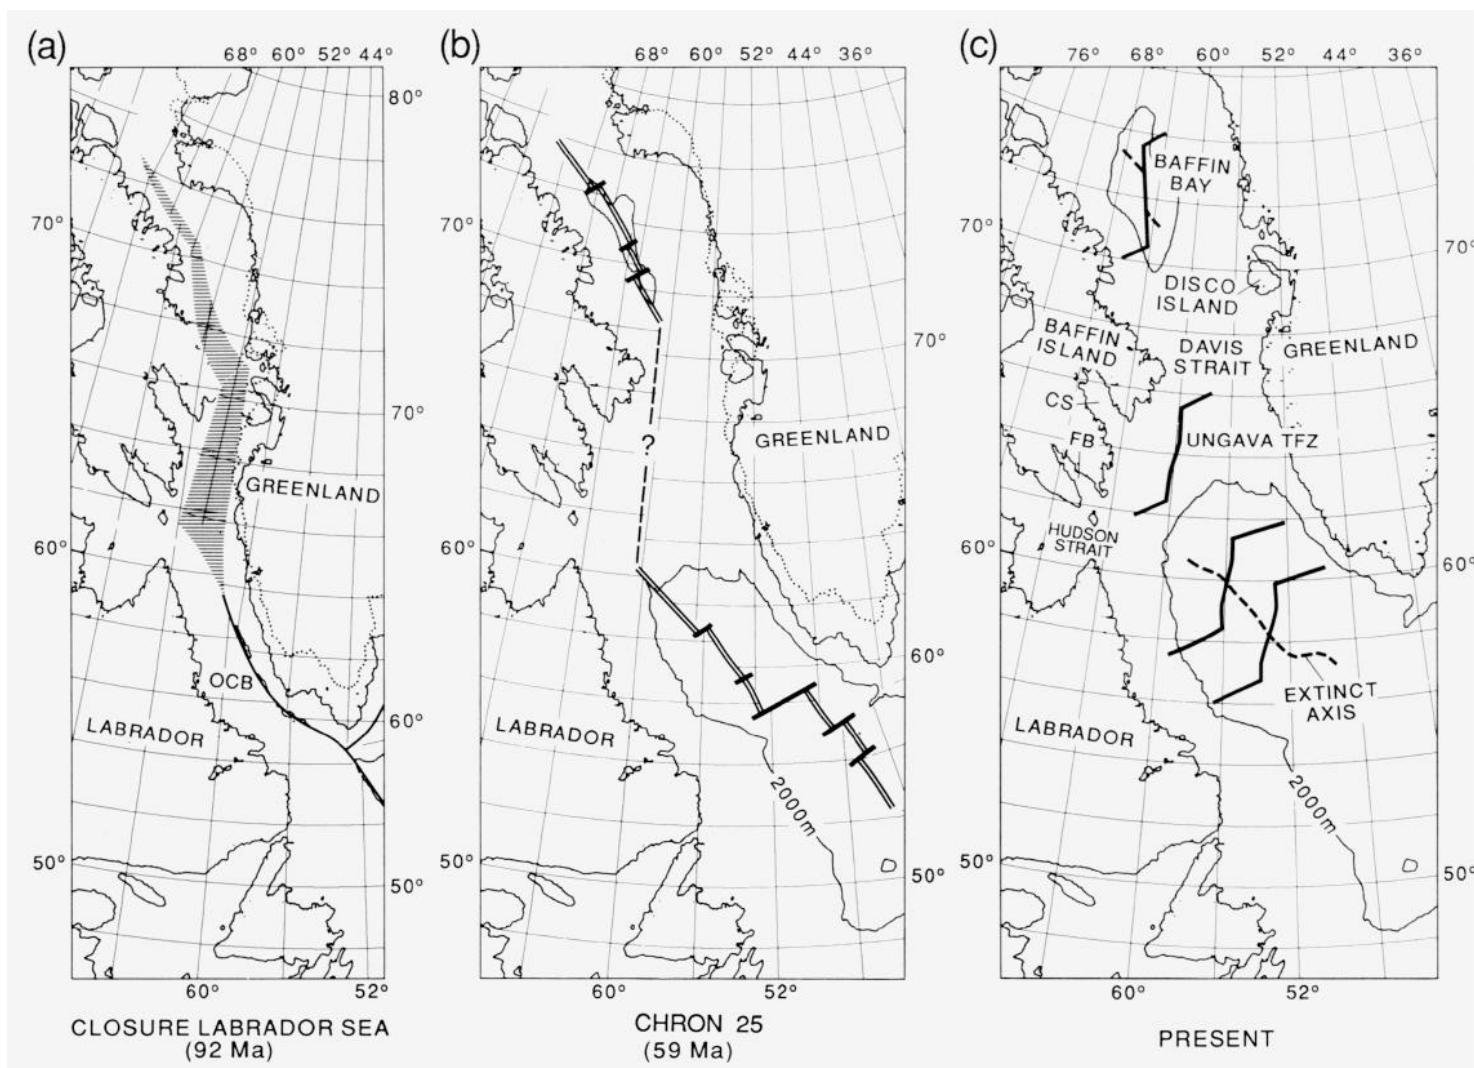 (a)
68° 60° 52° 44°
80°
70°
70°
60°
GREENLAND
OCB
LABRADOR
60°
50°
50°
60° 52°
CLOSURE LABRADOR SEA
(92 Ma)
(b)
68° 60° 52° 44° 36°
70°
70°
?
GREENLAND
60°
60°
LABRADOR
2000m
50°
50°
60° 52°
CHRON 25
(59 Ma)
(c)
76° 68° 60° 52° 44° 36°
BAFFIN
BAY
70°
70°
DISCO
ISLAND
BAFFIN
ISLAND
DAVIS
STRAIT
GREENLAND
CS
FB
UNGAVA TFZ
HUDSON
STRAIT
60°
60°
EXTINCT
AXIS
LABRADOR
2000m
50°
50°
60° 52°
PRESENT